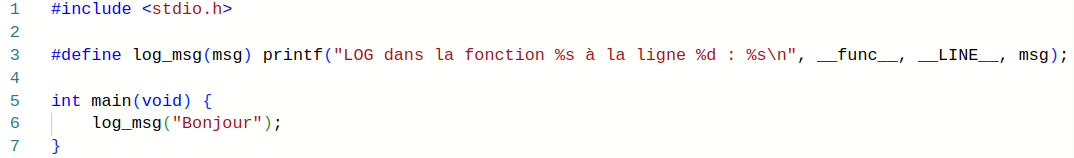 1 #include <stdio.h>
2
3 #define log_msg(msg) printf("LOG dans la fonction %s à la ligne %d : %s\n", __func__, __LINE__, msg);
4
5 int main(void) {
6     log_msg("Bonjour");
7 }